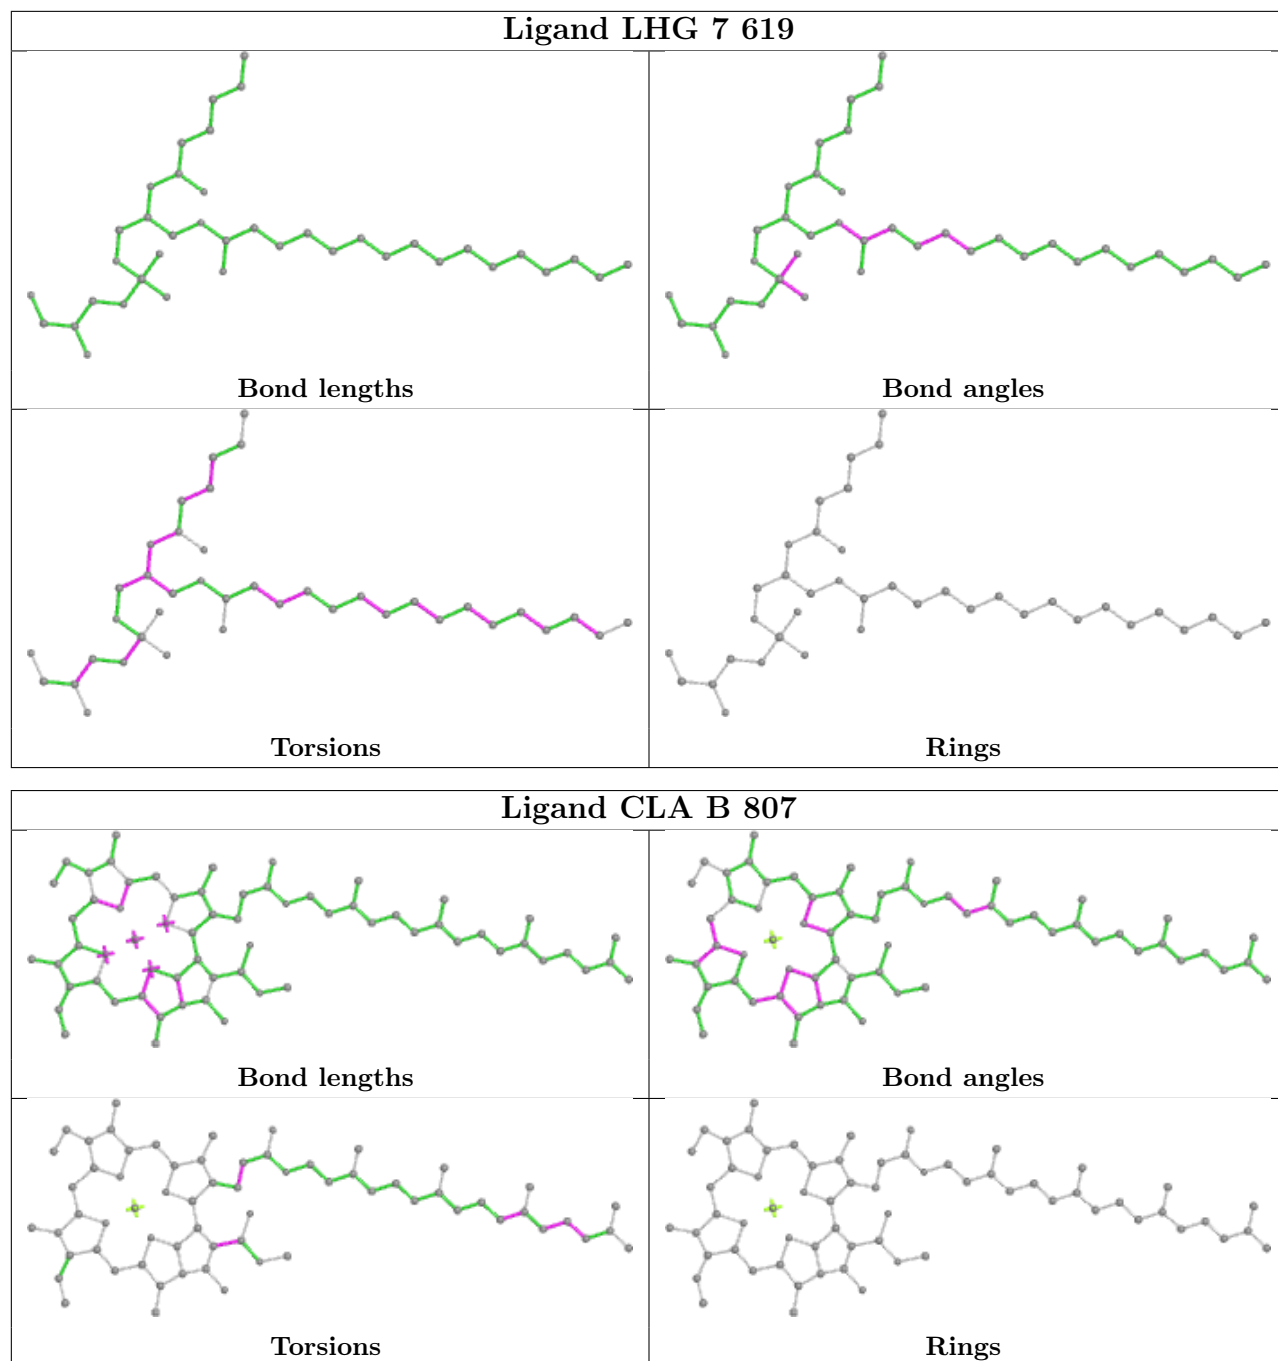 Ligand LHG 7 619
Bond lengths
Bond angles
Torsions
Rings
Ligand CLA B 807
Bond lengths
Bond angles
Torsions
Rings